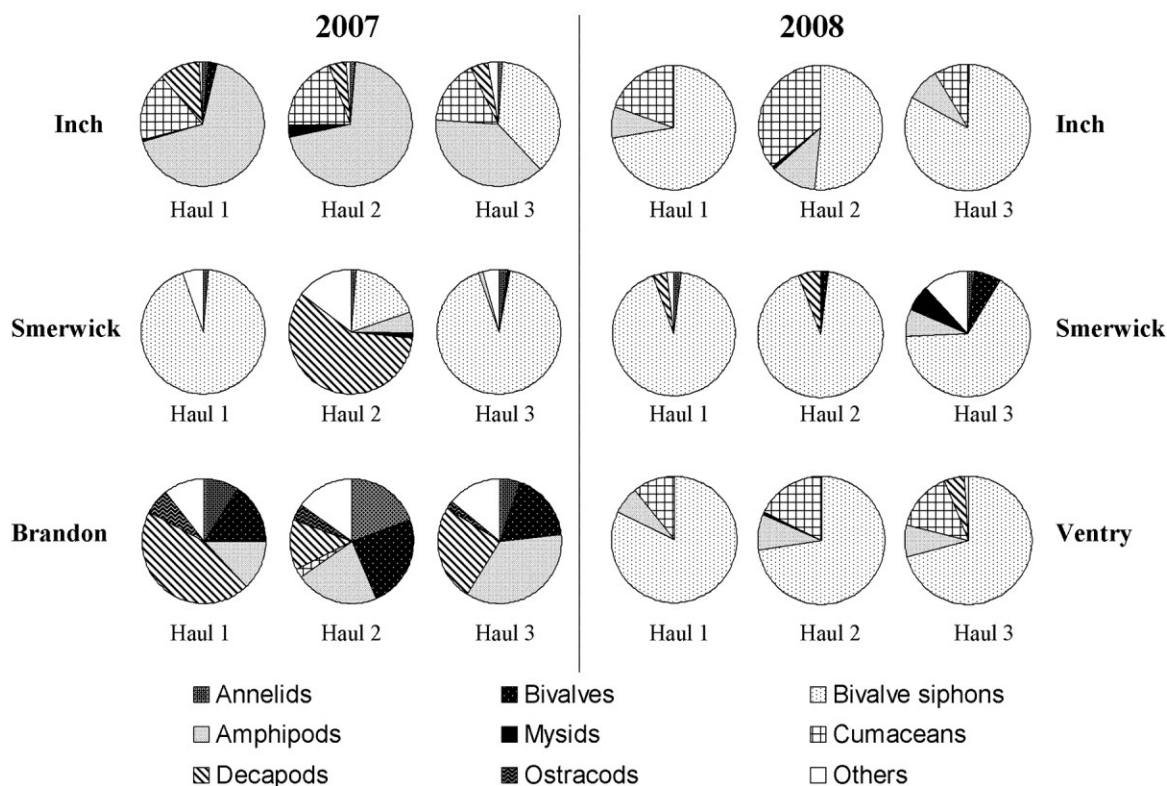 2007 2008
Inch Inch
Haul 1 Haul 2 Haul 3 Haul 1 Haul 2 Haul 3
Smerwick Smerwick
Haul 1 Haul 2 Haul 3 Haul 1 Haul 2 Haul 3
Brandon Ventry
Haul 1 Haul 2 Haul 3 Haul 1 Haul 2 Haul 3
Annelids Bivalves Bivalve siphons
Amphipods Mysids Cumaceans
Decapods Ostracods Others